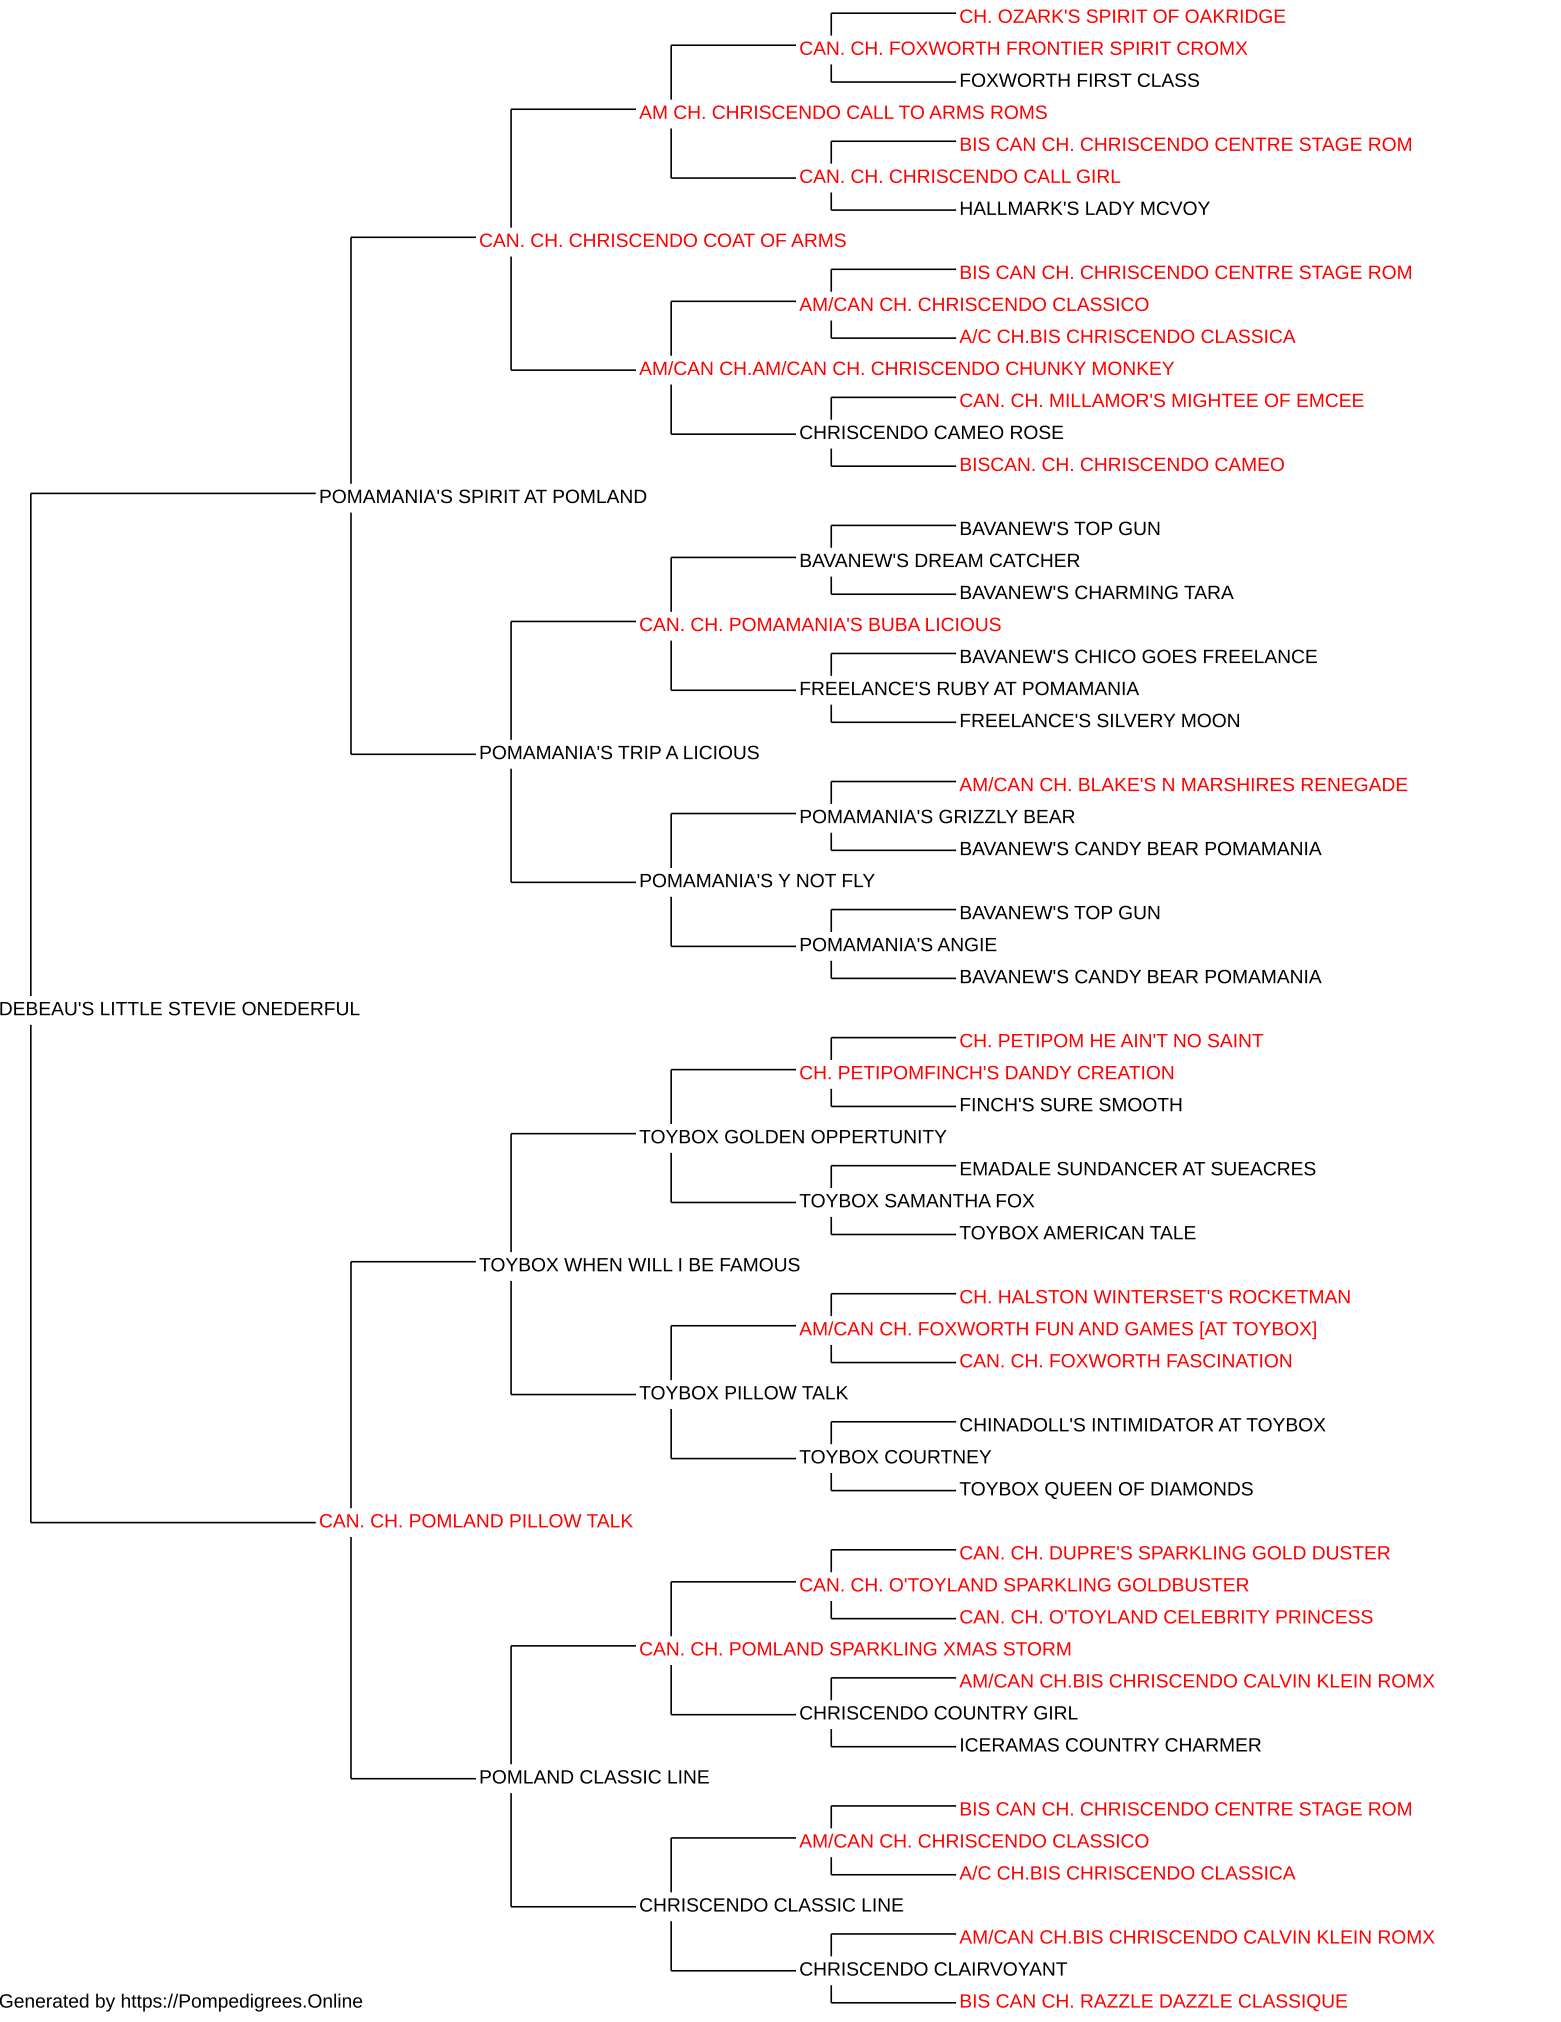 CH. OZARK'S SPIRIT OF OAKRIDGE
CAN. CH. FOXWORTH FRONTIER SPIRIT CROMX
FOXWORTH FIRST CLASS
AM CH. CHRISCENDO CALL TO ARMS ROMS
BIS CAN CH. CHRISCENDO CENTRE STAGE ROM
CAN. CH. CHRISCENDO CALL GIRL
HALLMARK'S LADY MCVOY
CAN. CH. CHRISCENDO COAT OF ARMS
BIS CAN CH. CHRISCENDO CENTRE STAGE ROM
AM/CAN CH. CHRISCENDO CLASSICO
A/C CH.BIS CHRISCENDO CLASSICA
AM/CAN CH.AM/CAN CH. CHRISCENDO CHUNKY MONKEY
CAN. CH. MILLAMOR'S MIGHTEE OF EMCEE
CHRISCENDO CAMEO ROSE
BISCAN. CH. CHRISCENDO CAMEO
POMAMANIA'S SPIRIT AT POMLAND
BAVANEW'S TOP GUN
BAVANEW'S DREAM CATCHER
BAVANEW'S CHARMING TARA
CAN. CH. POMAMANIA'S BUBA LICIOUS
BAVANEW'S CHICO GOES FREELANCE
FREELANCE'S RUBY AT POMAMANIA
FREELANCE'S SILVERY MOON
POMAMANIA'S TRIP A LICIOUS
AM/CAN CH. BLAKE'S N MARSHIRES RENEGADE
POMAMANIA'S GRIZZLY BEAR
BAVANEW'S CANDY BEAR POMAMANIA
POMAMANIA'S Y NOT FLY
BAVANEW'S TOP GUN
POMAMANIA'S ANGIE
BAVANEW'S CANDY BEAR POMAMANIA
DEBEAU'S LITTLE STEVIE ONEDERFUL
CH. PETIPOM HE AIN'T NO SAINT
CH. PETIPOMFINCH'S DANDY CREATION
FINCH'S SURE SMOOTH
TOYBOX GOLDEN OPPERTUNITY
EMADALE SUNDANCER AT SUEACRES
TOYBOX SAMANTHA FOX
TOYBOX AMERICAN TALE
TOYBOX WHEN WILL I BE FAMOUS
CH. HALSTON WINTERSET'S ROCKETMAN
AM/CAN CH. FOXWORTH FUN AND GAMES [AT TOYBOX]
CAN. CH. FOXWORTH FASCINATION
TOYBOX PILLOW TALK
CHINADOLL'S INTIMIDATOR AT TOYBOX
TOYBOX COURTNEY
TOYBOX QUEEN OF DIAMONDS
CAN. CH. POMLAND PILLOW TALK
CAN. CH. DUPRE'S SPARKLING GOLD DUSTER
CAN. CH. O'TOYLAND SPARKLING GOLDBUSTER
CAN. CH. O'TOYLAND CELEBRITY PRINCESS
CAN. CH. POMLAND SPARKLING XMAS STORM
AM/CAN CH.BIS CHRISCENDO CALVIN KLEIN ROMX
CHRISCENDO COUNTRY GIRL
ICERAMAS COUNTRY CHARMER
POMLAND CLASSIC LINE
BIS CAN CH. CHRISCENDO CENTRE STAGE ROM
AM/CAN CH. CHRISCENDO CLASSICO
A/C CH.BIS CHRISCENDO CLASSICA
CHRISCENDO CLASSIC LINE
AM/CAN CH.BIS CHRISCENDO CALVIN KLEIN ROMX
CHRISCENDO CLAIRVOYANT
BIS CAN CH. RAZZLE DAZZLE CLASSIQUE
Generated by https://Pompedigrees.Online